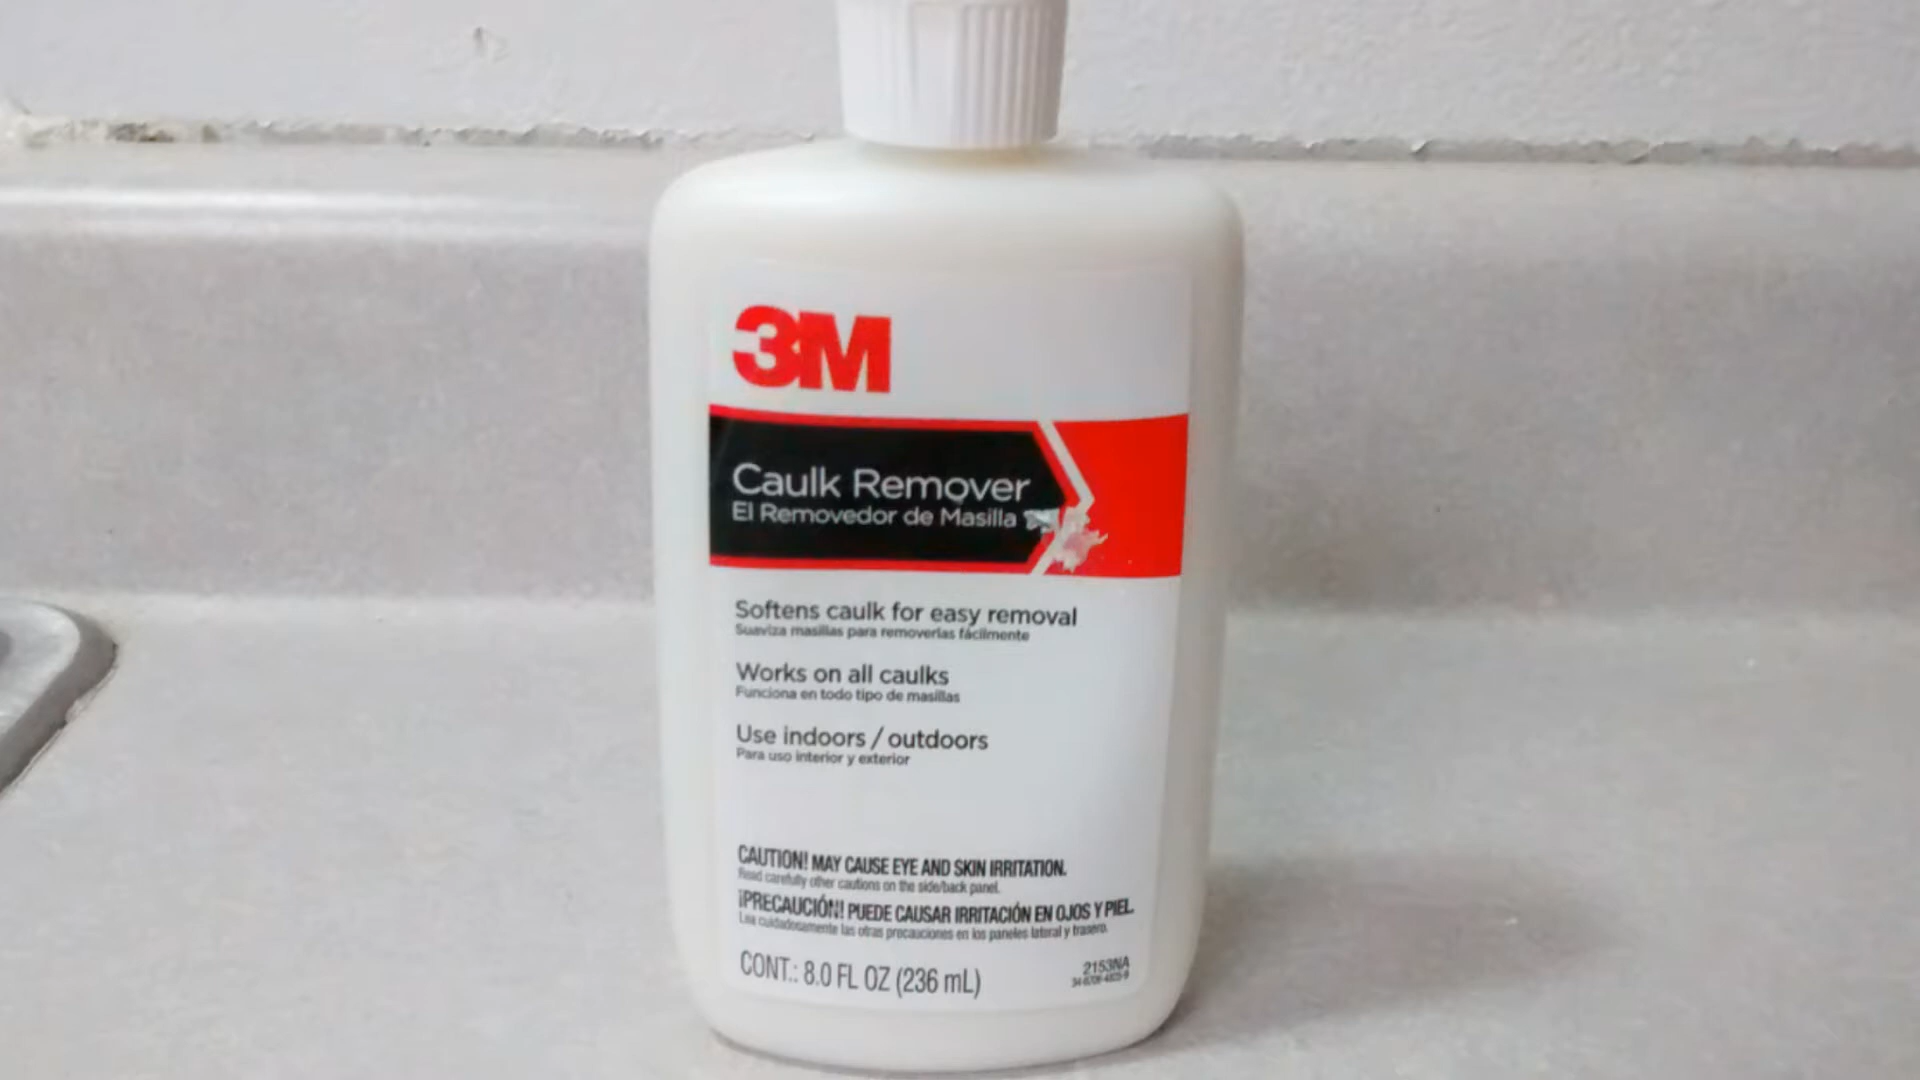 3M
Caulk Remover
El Removedor de Masilla
Softens caulk for easy removal
Suaviza masillas para removerlas fácilmente
Works on all caulks
Funciona en todo tipo de masillas
Use indoors / outdoors
Para uso interior y exterior
CAUTION! MAY CAUSE EYE AND SKIN IRRITATION.
Read carefully other cautions on the side/back panel.
¡PRECAUCIÓN! PUEDE CAUSAR IRRITACIÓN EN OJOS Y PIEL.
Lea cuidadosamente las otras precauciones en los paneles lateral y trasero.
CONT.: 8.0 FL OZ (236 mL)
2153NA